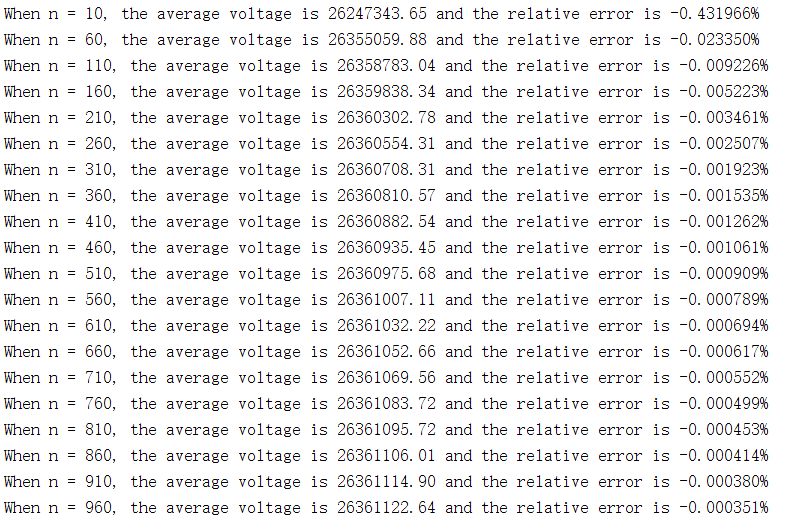 When n = 10, the average voltage is 26247343.65 and the relative error is -0.431966%
When n = 60, the average voltage is 26355059.88 and the relative error is -0.023350%
When n = 110, the average voltage is 26358783.04 and the relative error is -0.009226%
When n = 160, the average voltage is 26359838.34 and the relative error is -0.005223%
When n = 210, the average voltage is 26360302.78 and the relative error is -0.003461%
When n = 260, the average voltage is 26360554.31 and the relative error is -0.002507%
When n = 310, the average voltage is 26360708.31 and the relative error is -0.001923%
When n = 360, the average voltage is 26360810.57 and the relative error is -0.001535%
When n = 410, the average voltage is 26360882.54 and the relative error is -0.001262%
When n = 460, the average voltage is 26360935.45 and the relative error is -0.001061%
When n = 510, the average voltage is 26360975.68 and the relative error is -0.000909%
When n = 560, the average voltage is 26361007.11 and the relative error is -0.000789%
When n = 610, the average voltage is 26361032.22 and the relative error is -0.000694%
When n = 660, the average voltage is 26361052.66 and the relative error is -0.000617%
When n = 710, the average voltage is 26361069.56 and the relative error is -0.000552%
When n = 760, the average voltage is 26361083.72 and the relative error is -0.000499%
When n = 810, the average voltage is 26361095.72 and the relative error is -0.000453%
When n = 860, the average voltage is 26361106.01 and the relative error is -0.000414%
When n = 910, the average voltage is 26361114.90 and the relative error is -0.000380%
When n = 960, the average voltage is 26361122.64 and the relative error is -0.000351%